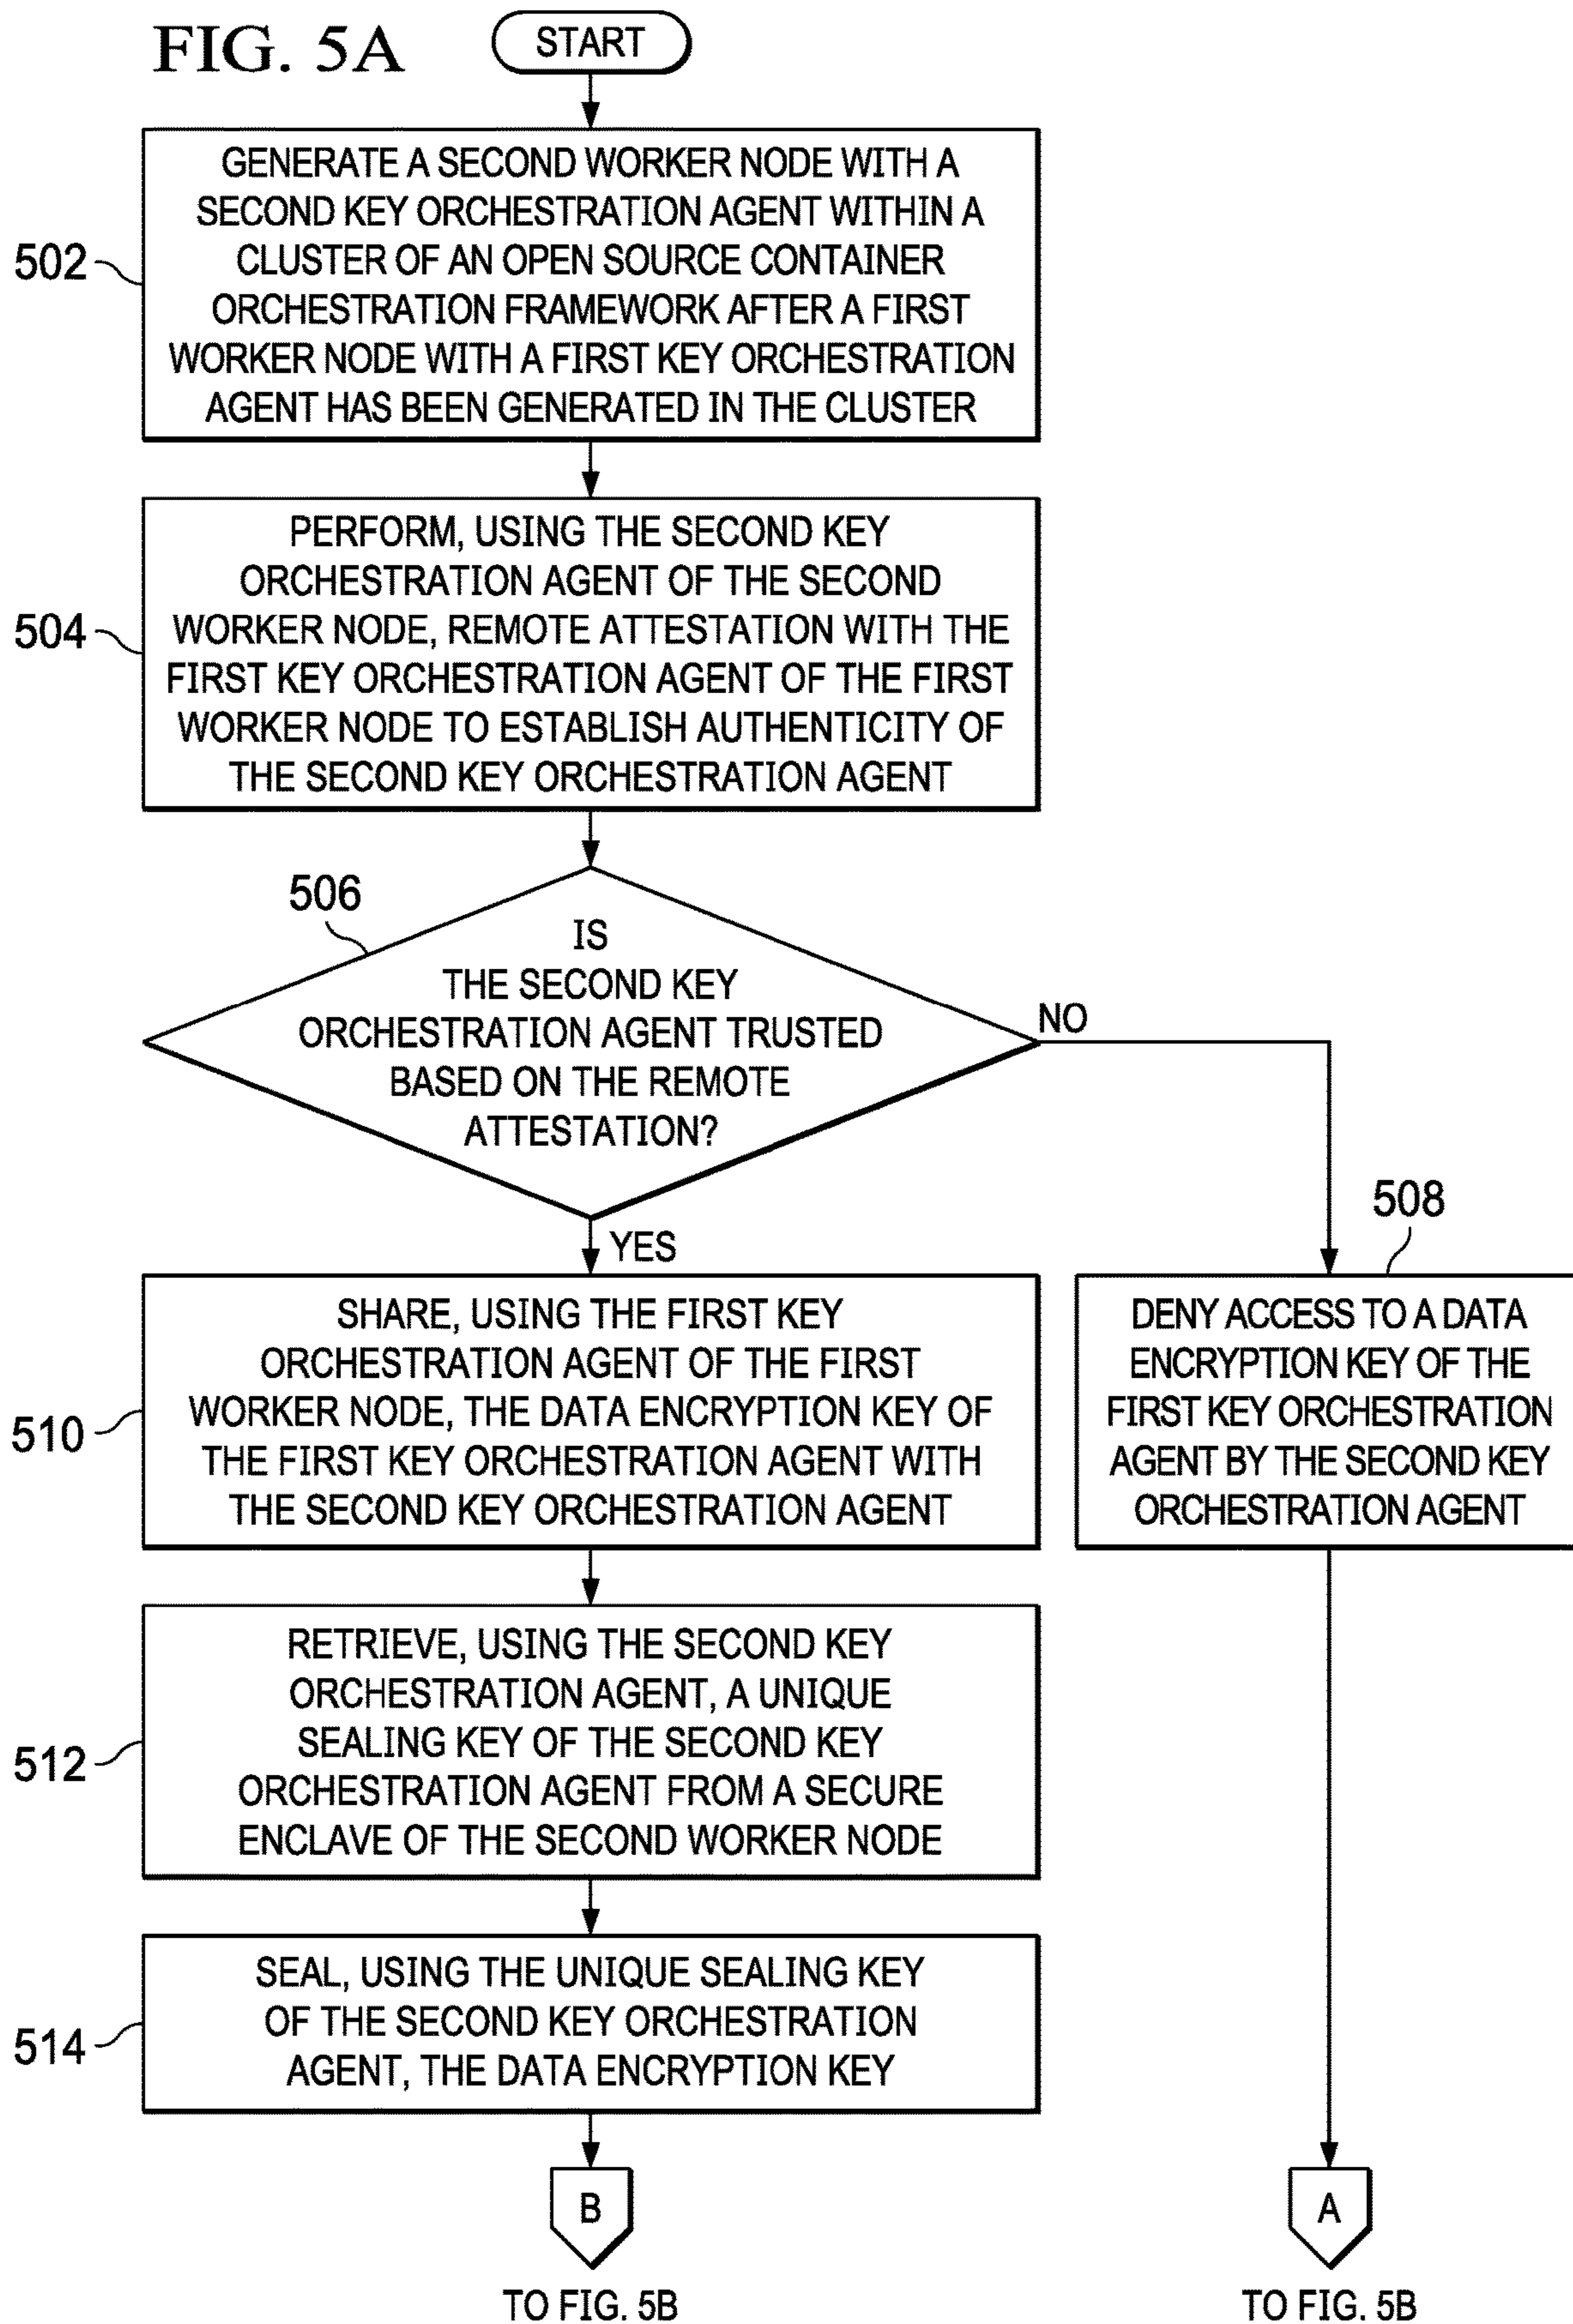 FIG. 5A
START
502
GENERATE A SECOND WORKER NODE WITH A
SECOND KEY ORCHESTRATION AGENT WITHIN A
CLUSTER OF AN OPEN SOURCE CONTAINER
ORCHESTRATION FRAMEWORK AFTER A FIRST
WORKER NODE WITH A FIRST KEY ORCHESTRATION
AGENT HAS BEEN GENERATED IN THE CLUSTER
504
PERFORM, USING THE SECOND KEY
ORCHESTRATION AGENT OF THE SECOND
WORKER NODE, REMOTE ATTESTATION WITH THE
FIRST KEY ORCHESTRATION AGENT OF THE FIRST
WORKER NODE TO ESTABLISH AUTHENTICITY OF
THE SECOND KEY ORCHESTRATION AGENT
506
IS
THE SECOND KEY
ORCHESTRATION AGENT TRUSTED
BASED ON THE REMOTE
ATTESTATION?
NO
YES
508
DENY ACCESS TO A DATA
ENCRYPTION KEY OF THE
FIRST KEY ORCHESTRATION
AGENT BY THE SECOND KEY
ORCHESTRATION AGENT
510
SHARE, USING THE FIRST KEY
ORCHESTRATION AGENT OF THE FIRST
WORKER NODE, THE DATA ENCRYPTION KEY OF
THE FIRST KEY ORCHESTRATION AGENT WITH
THE SECOND KEY ORCHESTRATION AGENT
512
RETRIEVE, USING THE SECOND KEY
ORCHESTRATION AGENT, A UNIQUE
SEALING KEY OF THE SECOND KEY
ORCHESTRATION AGENT FROM A SECURE
ENCLAVE OF THE SECOND WORKER NODE
514
SEAL, USING THE UNIQUE SEALING KEY
OF THE SECOND KEY ORCHESTRATION
AGENT, THE DATA ENCRYPTION KEY
B
TO FIG. 5B
A
TO FIG. 5B